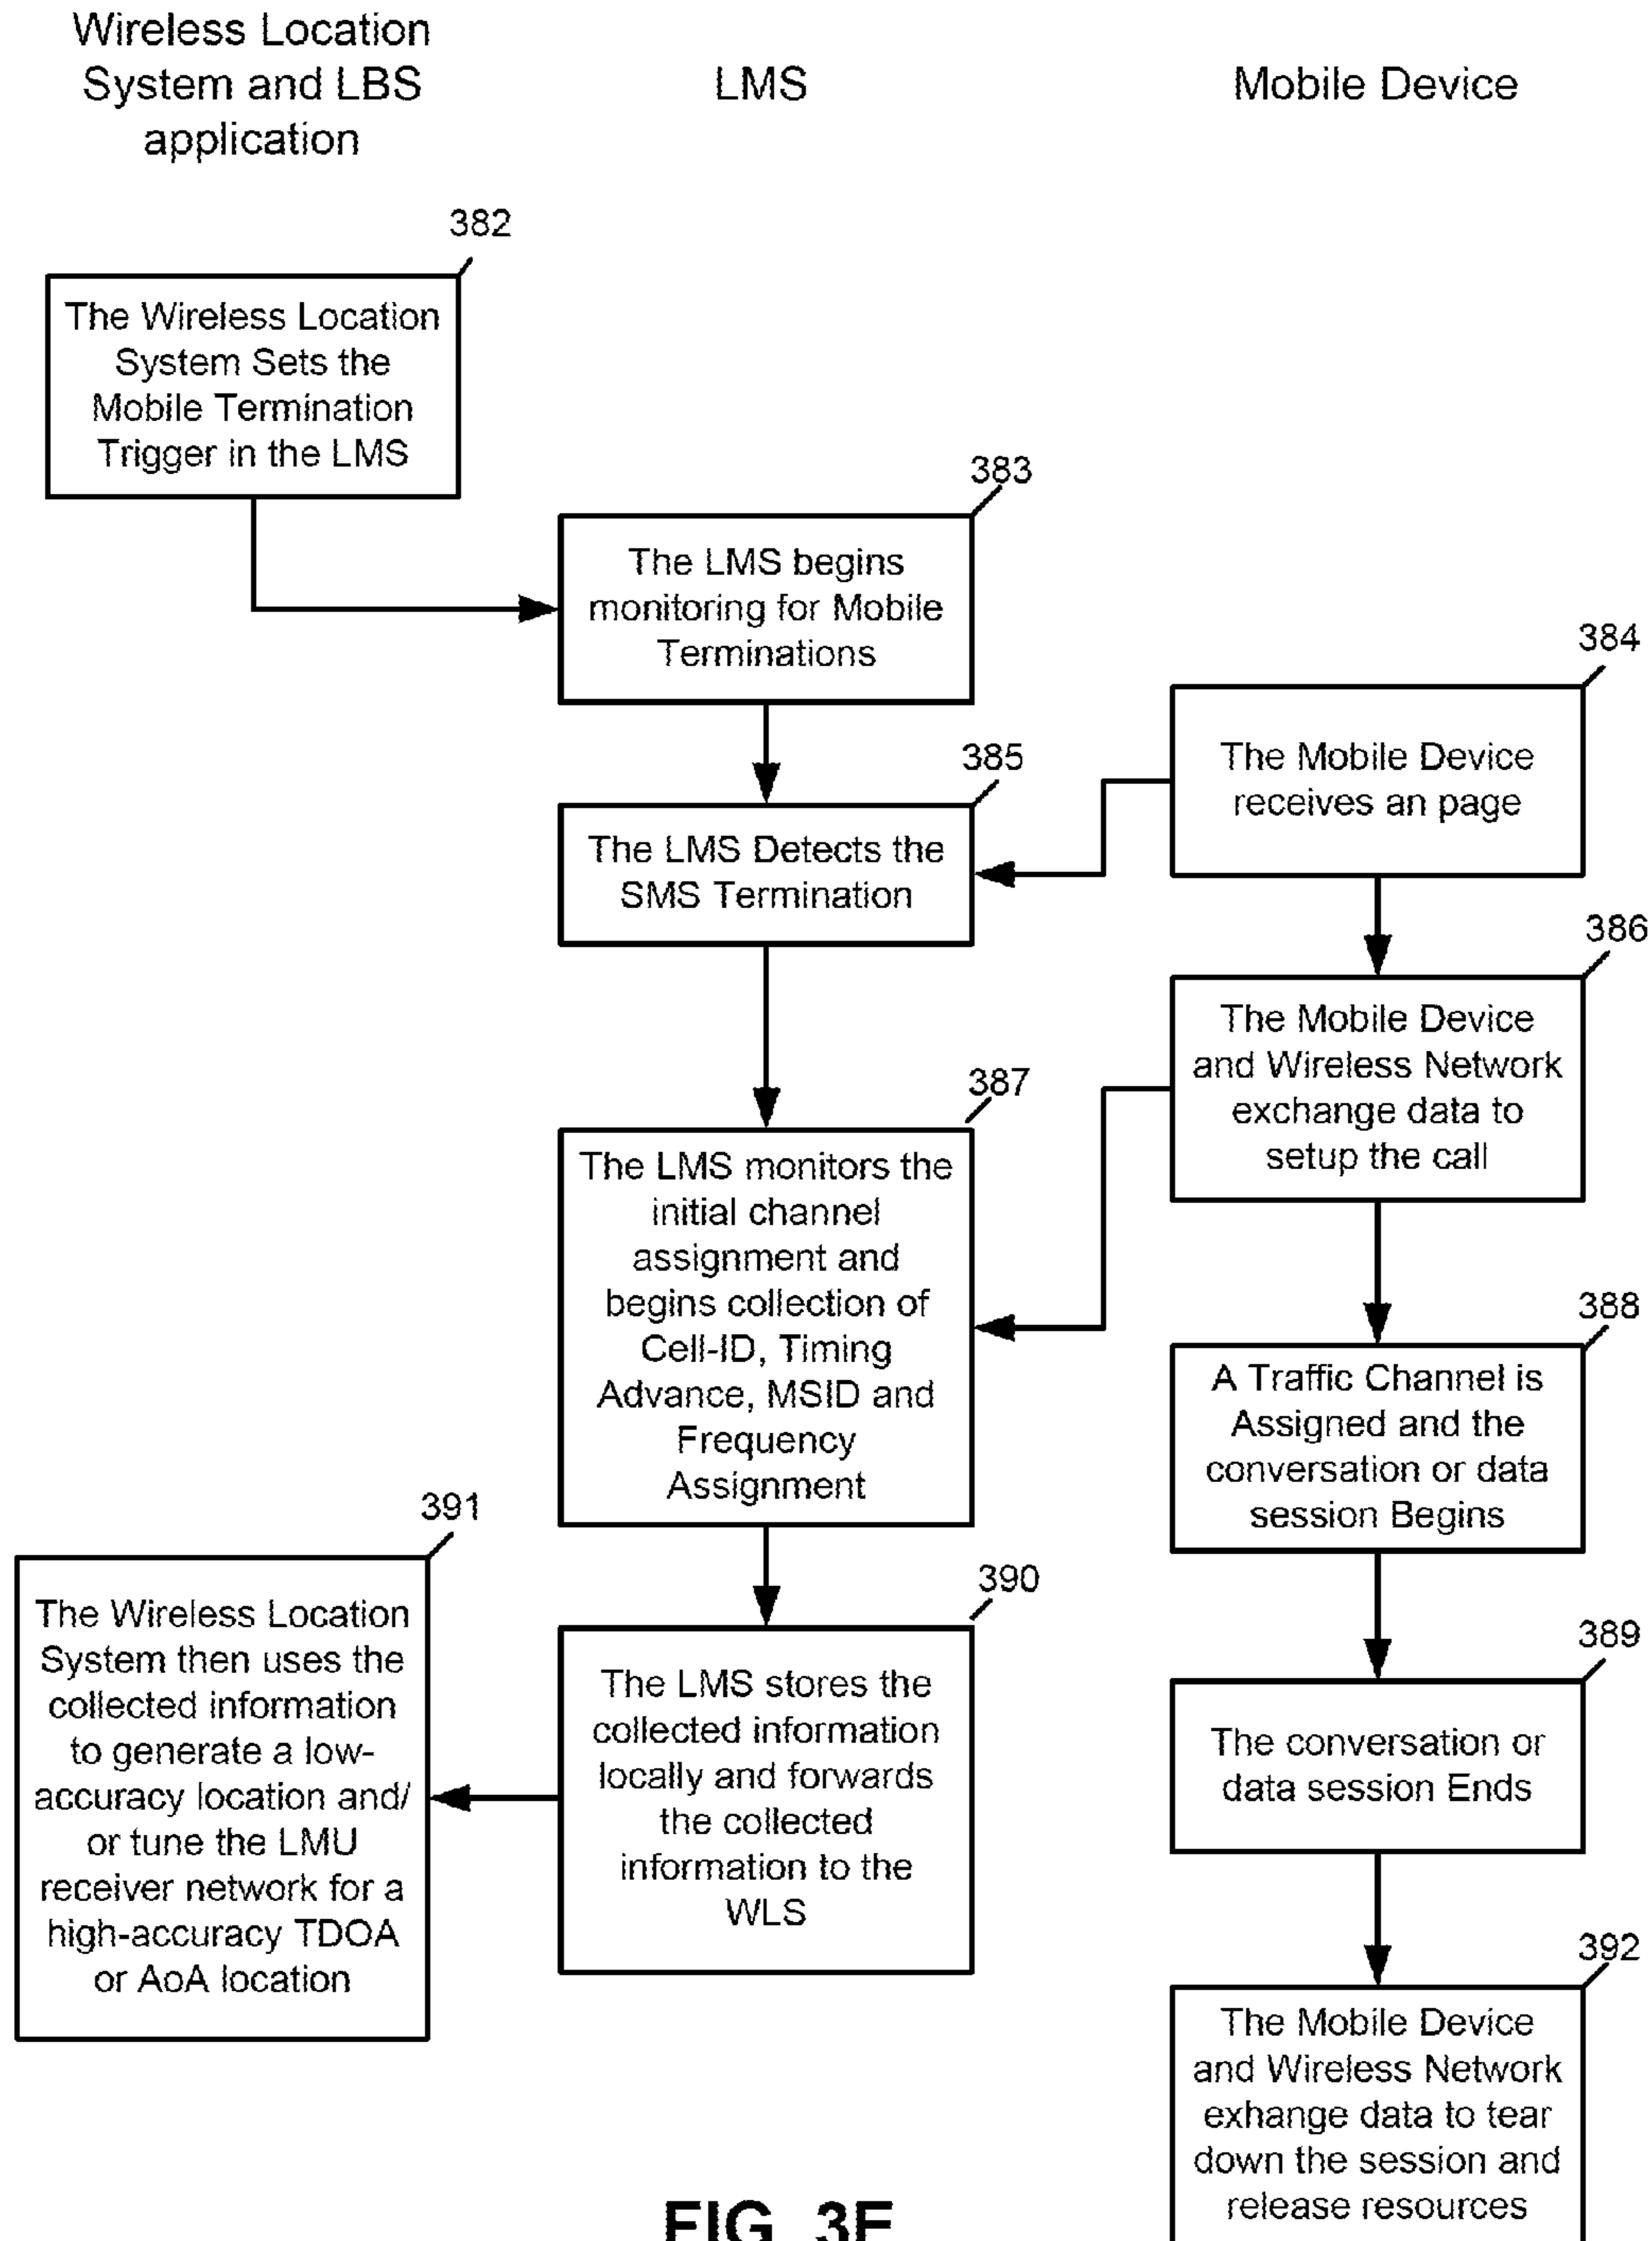 Wireless Location
System and LBS
application
LMS
Mobile Device
382
The Wireless Location
System Sets the
Mobile Termination
Trigger in the LMS
383
The LMS begins
monitoring for Mobile
Terminations
384
The Mobile Device
receives an page
385
The LMS Detects the
SMS Termination
386
The Mobile Device
and Wireless Network
exchange data to
setup the call
387
The LMS monitors the
initial channel
assignment and
begins collection of
Cell-ID, Timing
Advance, MSID and
Frequency
Assignment
388
A Traffic Channel is
Assigned and the
conversation or data
session Begins
389
The conversation or
data session Ends
390
The LMS stores the
collected information
locally and forwards
the collected
information to the
WLS
391
The Wireless Location
System then uses the
collected information
to generate a low-
accuracy location and/
or tune the LMU
receiver network for a
high-accuracy TDOA
or AoA location
392
The Mobile Device
and Wireless Network
exhange data to tear
down the session and
release resources
FIG.